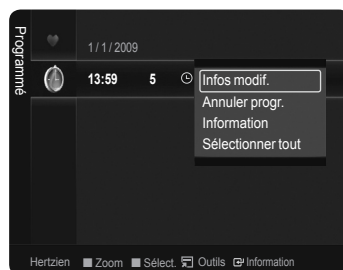 Programmé
1 / 1 / 2009
13:59 5
Infos modif.
Annuler progr.
Information
Sélectionner tout
Hertzien Zoom Sélect. Outils Information